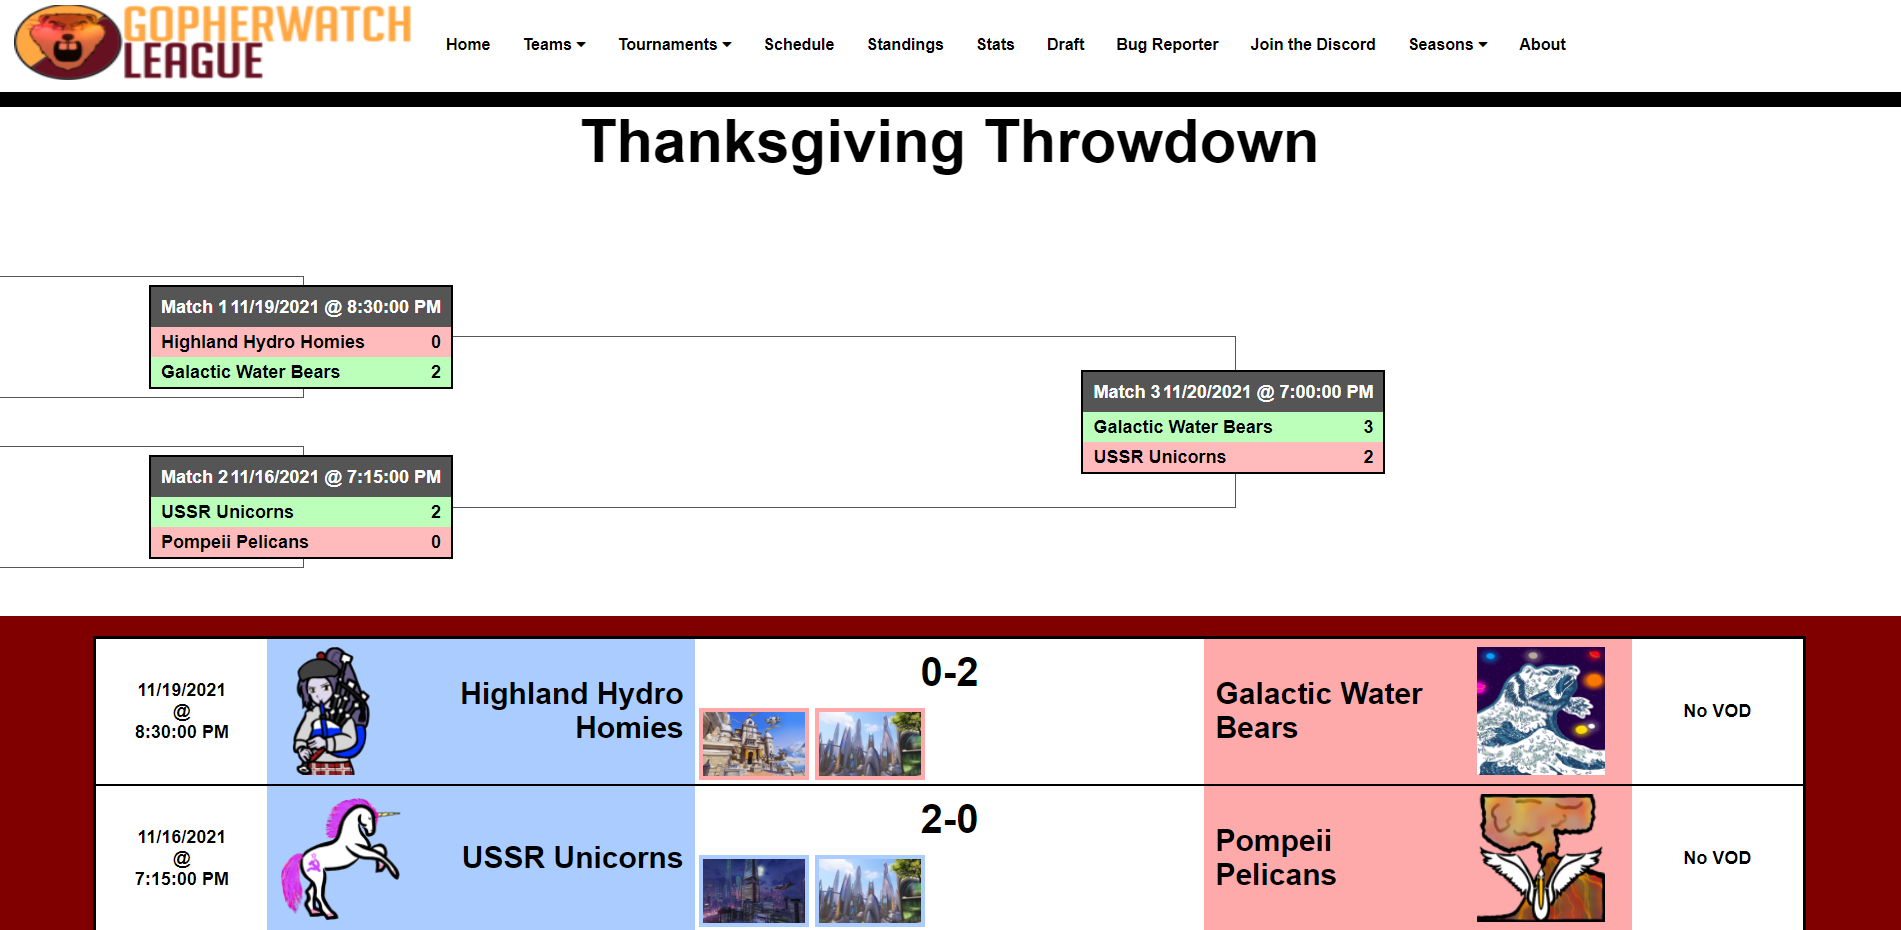 GOPHERWATCH
LEAGUE
Home Teams Tournaments Schedule Standings Stats Draft Bug Reporter Join the Discord Seasons About
Thanksgiving Throwdown
Match 1 11/19/2021 @ 8:30:00 PM
Highland Hydro Homies 0
Galactic Water Bears 2
Match 2 11/16/2021 @ 7:15:00 PM
USSR Unicorns 2
Pompeii Pelicans 0
Match 3 11/20/2021 @ 7:00:00 PM
Galactic Water Bears 3
USSR Unicorns 2
11/19/2021
@
8:30:00 PM
Highland Hydro
Homies
0-2
Galactic Water
Bears
No VOD
11/16/2021
@
7:15:00 PM
USSR Unicorns
2-0
Pompeii
Pelicans
No VOD